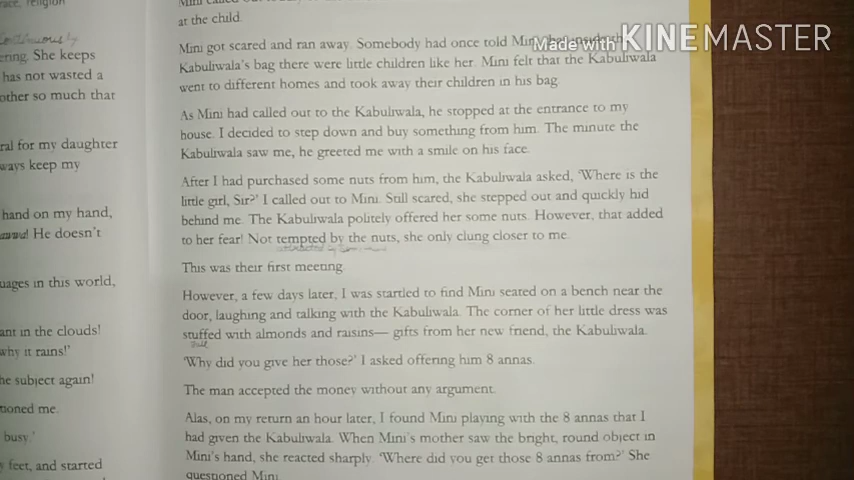 race, religion
continuously
ering. She keeps
has not wasted a
other so much that
ral for my daughter
ways keep my
hand on my hand,
He doesn't
uages in this world,
ant in the clouds!
why it rains!'
he subject again!
tioned me.
busy.'
feet, and started
Mini called out
at the child.
Mini got scared and ran away. Somebody had once told Mini that inside the
Kabuliwala's bag there were little children like her. Mini felt that the Kabuliwala
went to different homes and took away their children in his bag
As Mini had called out to the Kabuliwala, he stopped at the entrance to my
house. I decided to step down and buy something from him. The minute the
Kabuliwala saw me, he greeted me with a smile on his face.
After I had purchased some nuts from him, the Kabuliwala asked, 'Where is the
little girl, Sir?' I called out to Mini. Still scared, she stepped out and quickly hid
behind me. The Kabuliwala politely offered her some nuts. However, that added
to her fear! Not tempted by the nuts, she only clung closer to me.
This was their first meeting.
However, a few days later, I was startled to find Mini seated on a bench near the
door, laughing and talking with the Kabuliwala. The corner of her little dress was
stuffed with almonds and raisins— gifts from her new friend, the Kabuliwala.
full
'Why did you give her those?' I asked offering him 8 annas.
The man accepted the money without any argument.
Alas, on my return an hour later, I found Mini playing with the 8 annas that I
had given the Kabuliwala. When Mini's mother saw the bright, round object in
Mini's hand, she reacted sharply. 'Where did you get those 8 annas from?' She
questioned Mini
Made with KINEMASTER